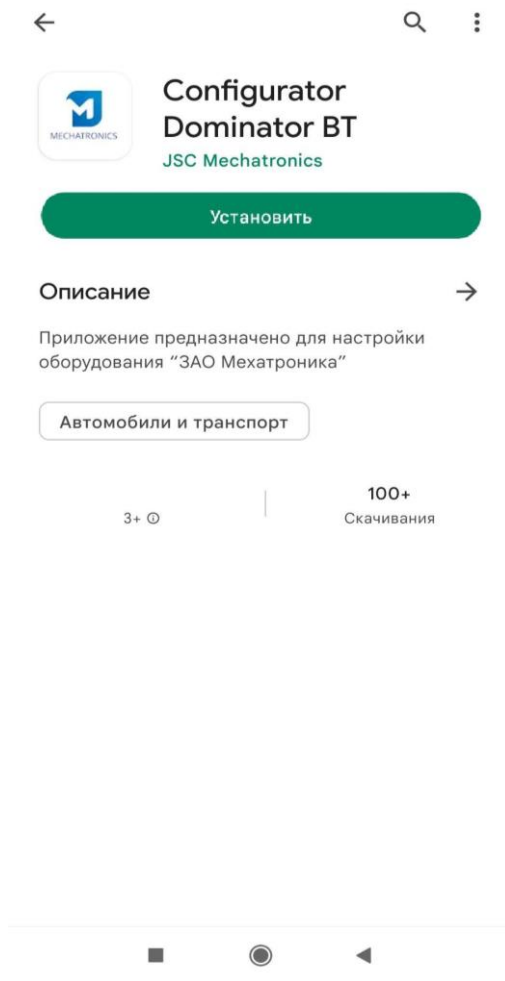 MECHATRONICS
Configurator
Dominator BT
JSC Mechatronics
Установить
Описание
Приложение предназначено для настройки
оборудования “ЗАО Мехатроника”
Автомобили и транспорт
100+
3+
Скачивания